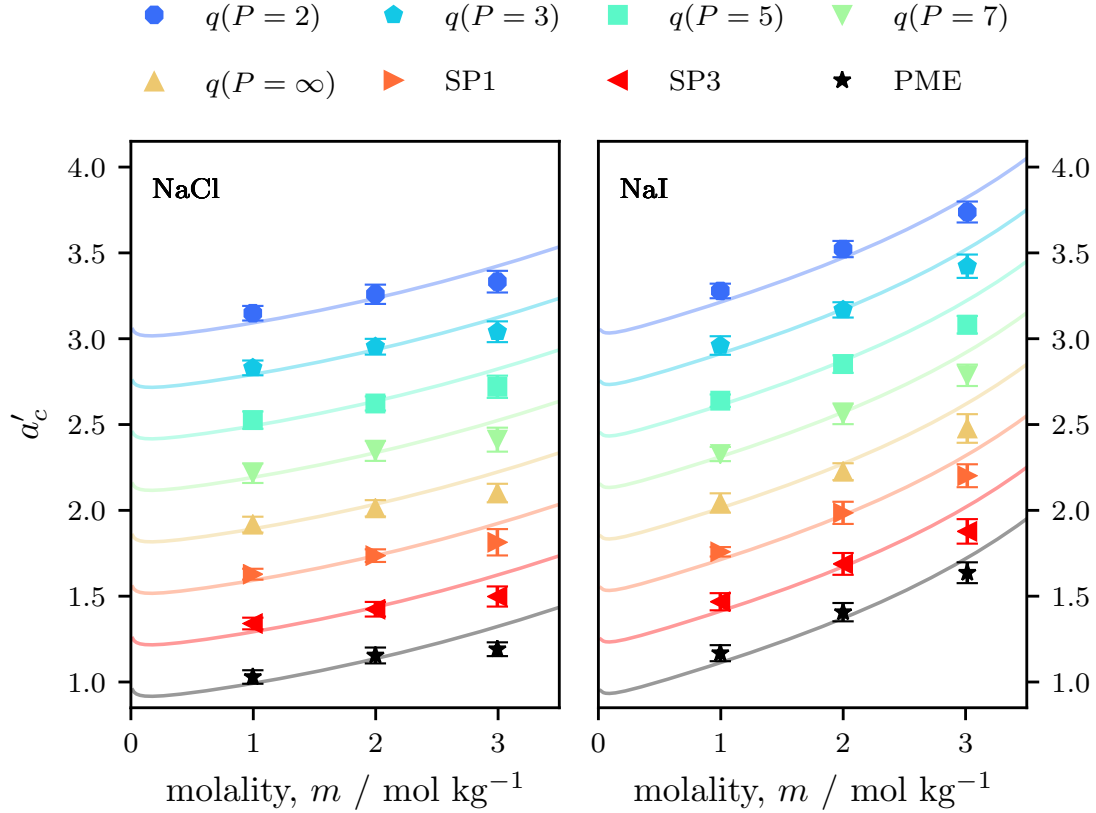 q(P = 2) q(P = 3) q(P = 5) q(P = 7)
q(P = ∞) SP1 SP3 PME
NaCl NaI
4.0 4.0
3.5 3.5
3.0 3.0
2.5 2.5
a′c
2.0 2.0
1.5 1.5
1.0 1.0
0 1 2 3 0 1 2 3
molality, m / mol kg⁻¹ molality, m / mol kg⁻¹